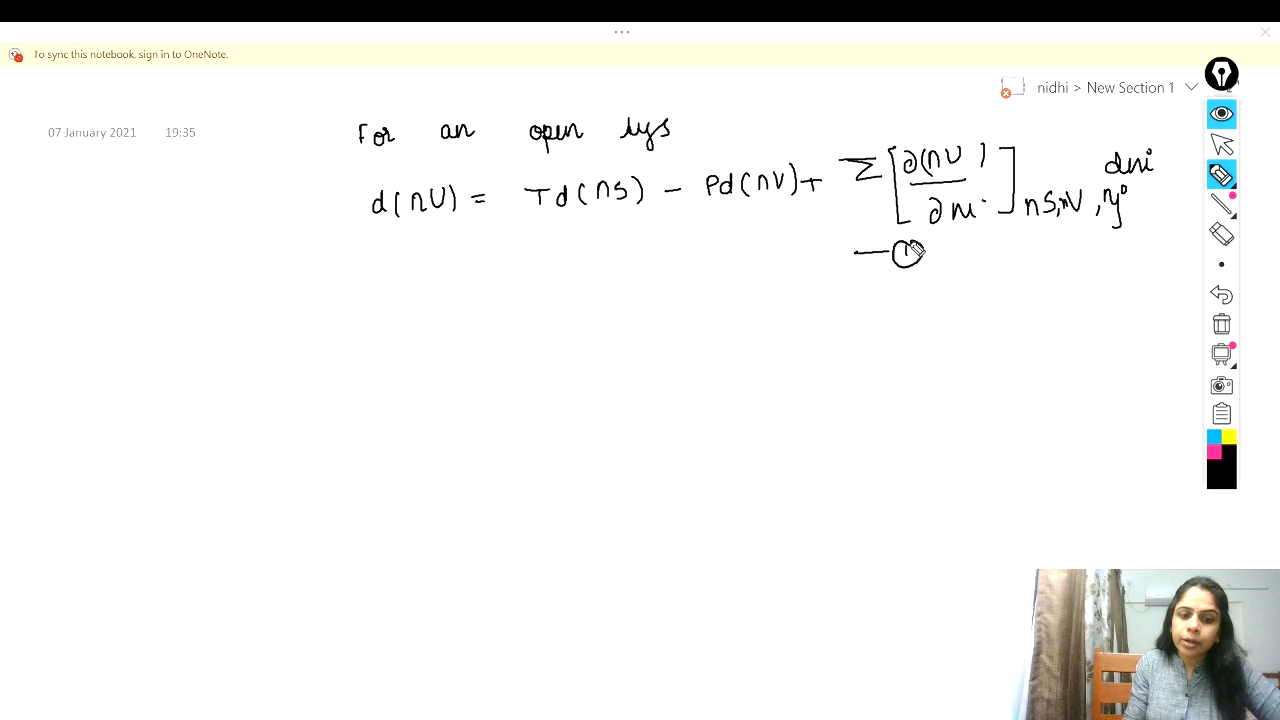 To sync this notebook, sign in to OneNote.
nidhi > New Section 1
07 January 2021 19:35
For an open sys
d(nU) = Td(nS) - Pd(nV) + Σ[∂(nU)/∂ni]nS,nV,nj dni
— ①